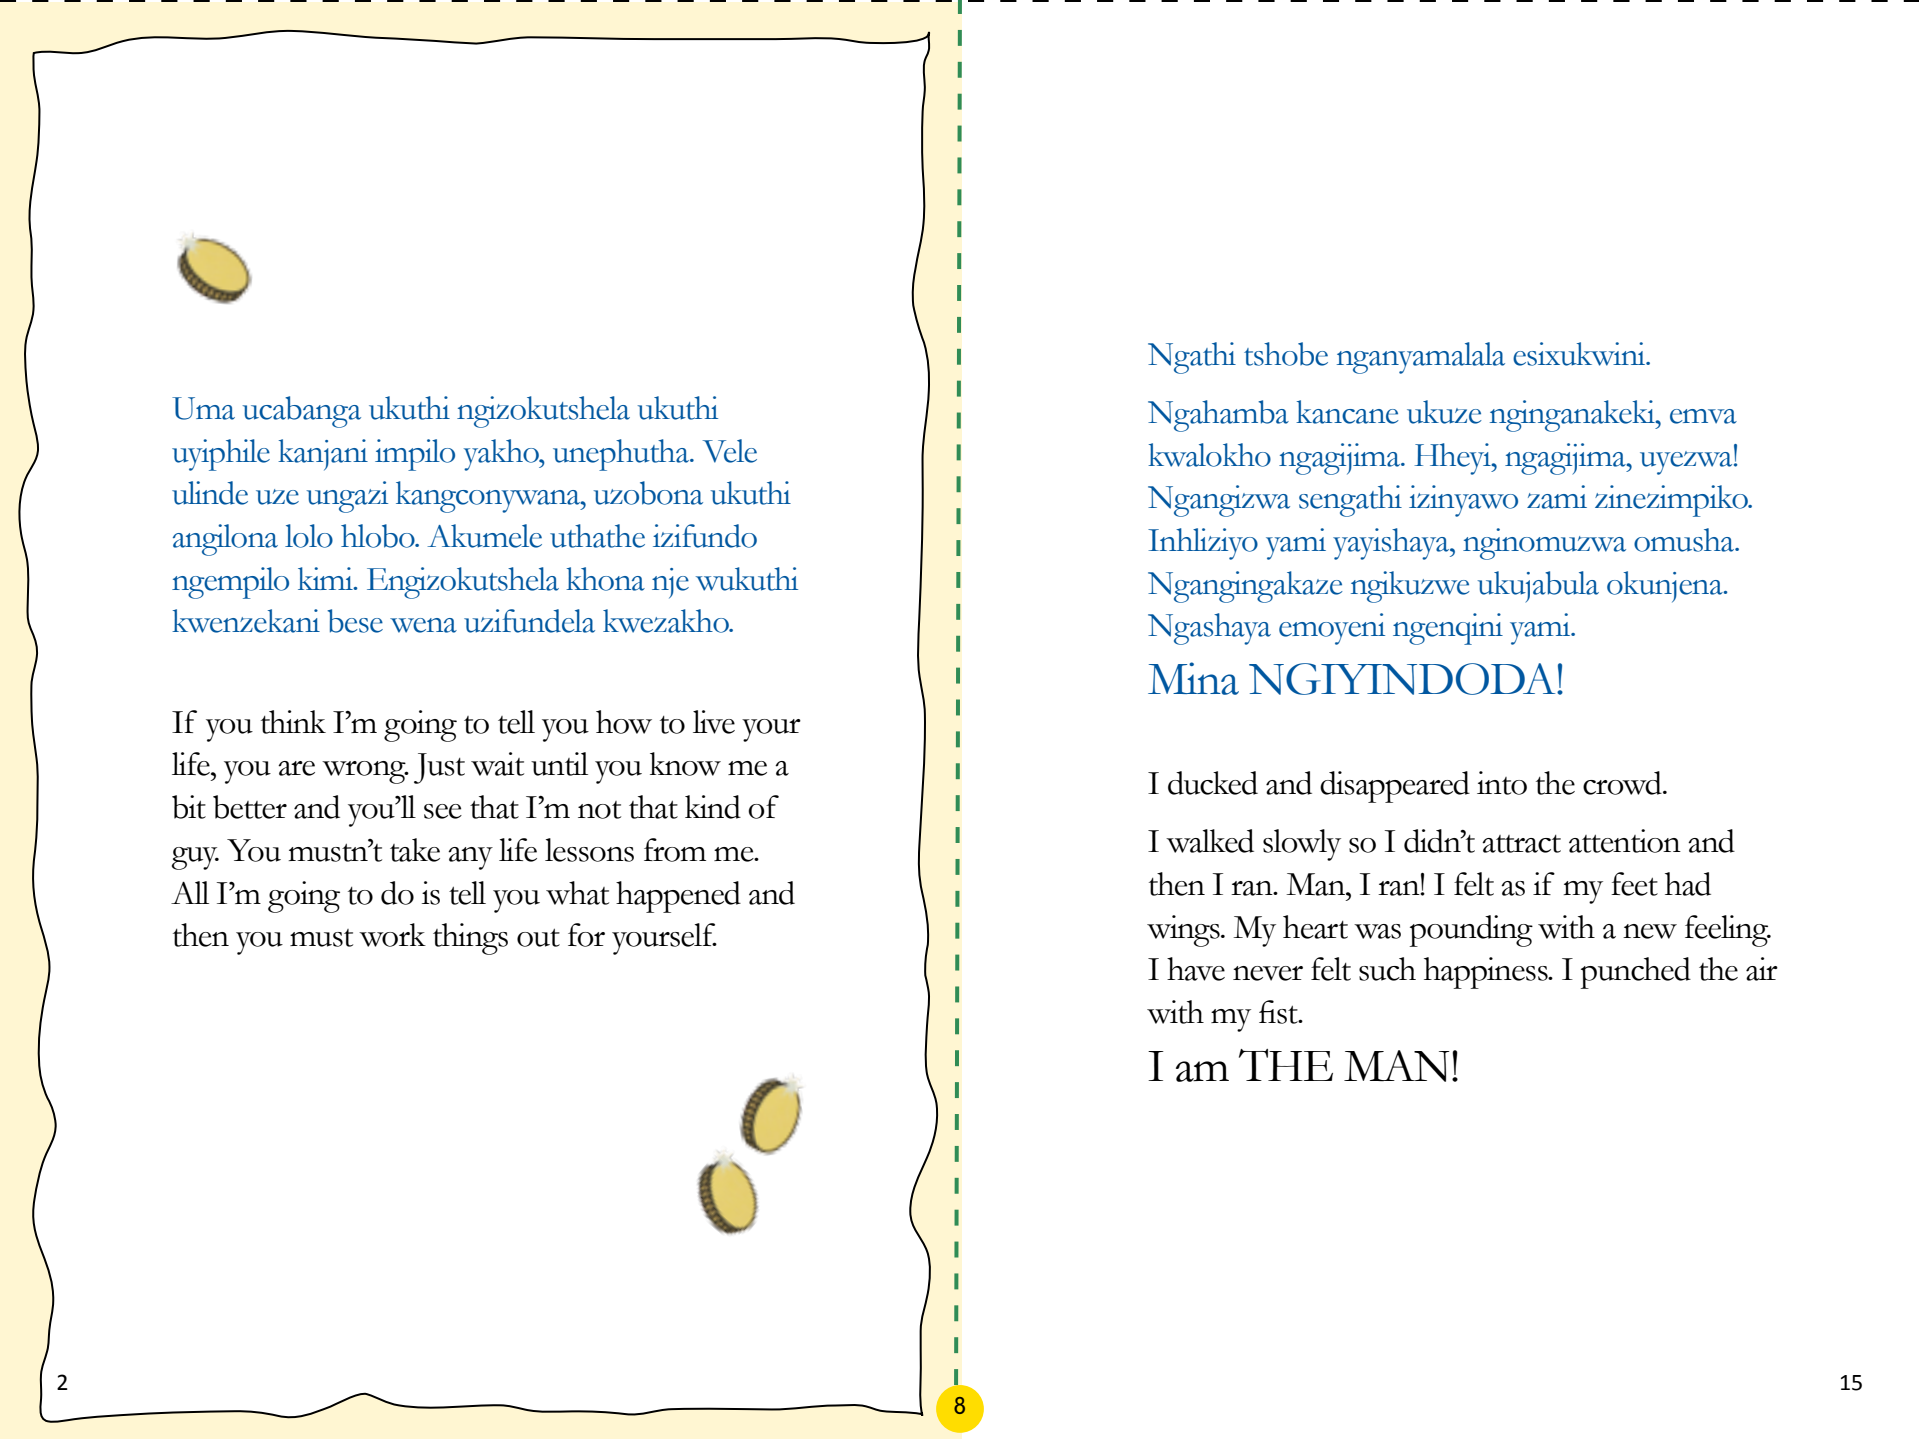 Uma ucabanga ukuthi ngizokutshela ukuthi
uyiphile kanjani impilo yakho, unephutha. Vele
ulinde uze ungazi kangconywana, uzobona ukuthi
angilona lolo hlobo. Akumele uthathe izifundo
ngempilo kimi. Engizokutshela khona nje wukuthi
kwenzekani bese wena uzifundela kwezakho.
If you think I’m going to tell you how to live your
life, you are wrong. Just wait until you know me a
bit better and you’ll see that I’m not that kind of
guy. You mustn’t take any life lessons from me.
All I’m going to do is tell you what happened and
then you must work things out for yourself.
2
8
Ngathi tshobe nganyamalala esixukwini.
Ngahamba kancane ukuze nginganakeki, emva
kwalokho ngagijima. Hheyi, ngagijima, uyezwa!
Ngangizwa sengathi izinyawo zami zinezimpiko.
Inhliziyo yami yayishaya, nginomuzwa omusha.
Ngangingakaze ngikuzwe ukujabula okunjena.
Ngashaya emoyeni ngenqini yami.
Mina NGIYINDODA!
I ducked and disappeared into the crowd.
I walked slowly so I didn’t attract attention and
then I ran. Man, I ran! I felt as if my feet had
wings. My heart was pounding with a new feeling.
I have never felt such happiness. I punched the air
with my fist.
I am THE MAN!
15